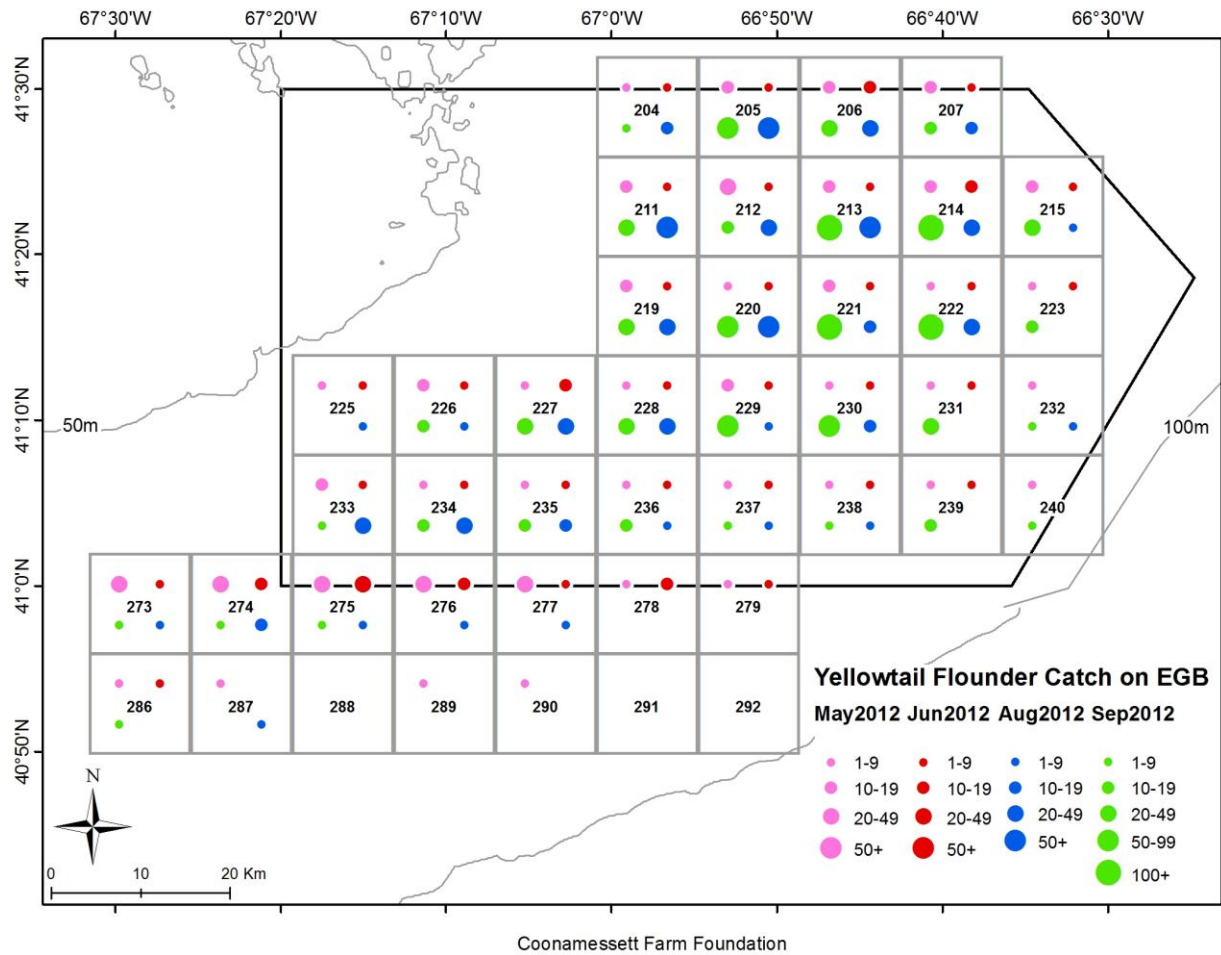 67°30'W 67°20'W 67°10'W 67°0'W 66°50'W 66°40'W 66°30'W
41°30'N
41°20'N
41°10'N
41°0'N
40°50'N
204 205 206 207
211 212 213 214 215
219 220 221 222 223
225 226 227 228 229 230 231 232
50m
100m
233 234 235 236 237 238 239 240
273 274 275 276 277 278 279
286 287 288 289 290 291 292
Yellowtail Flounder Catch on EGB
May2012 Jun2012 Aug2012 Sep2012
1-9 1-9 1-9 1-9
10-19 10-19 10-19 10-19
20-49 20-49 20-49 20-49
50+ 50+ 50+ 50-99
100+
N
0 10 20 Km
Coonamessett Farm Foundation